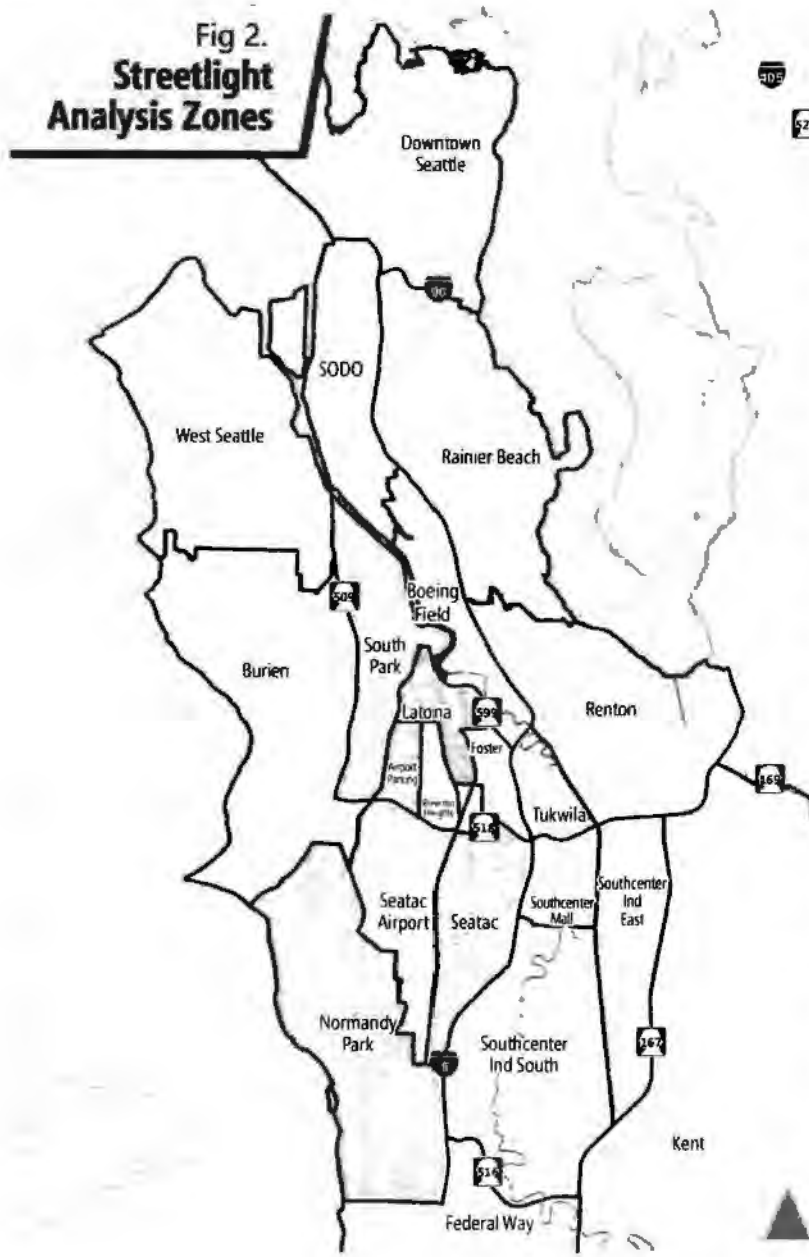 Fig 2.
Streetlight
Analysis Zones
405
Downtown
Seattle
90
SODO
West Seattle
Rainier Beach
509
Boeing
Field
South
Park
Burien
Renton
Latona
599
Foster
Airport
Parking
Riverton
Heights
169
Tukwila
518
Southcenter
Ind
East
Southcenter
Mall
Seatac
Airport
Seatac
Normandy
Park
Southcenter
Ind South
167
5
Kent
516
Federal Way